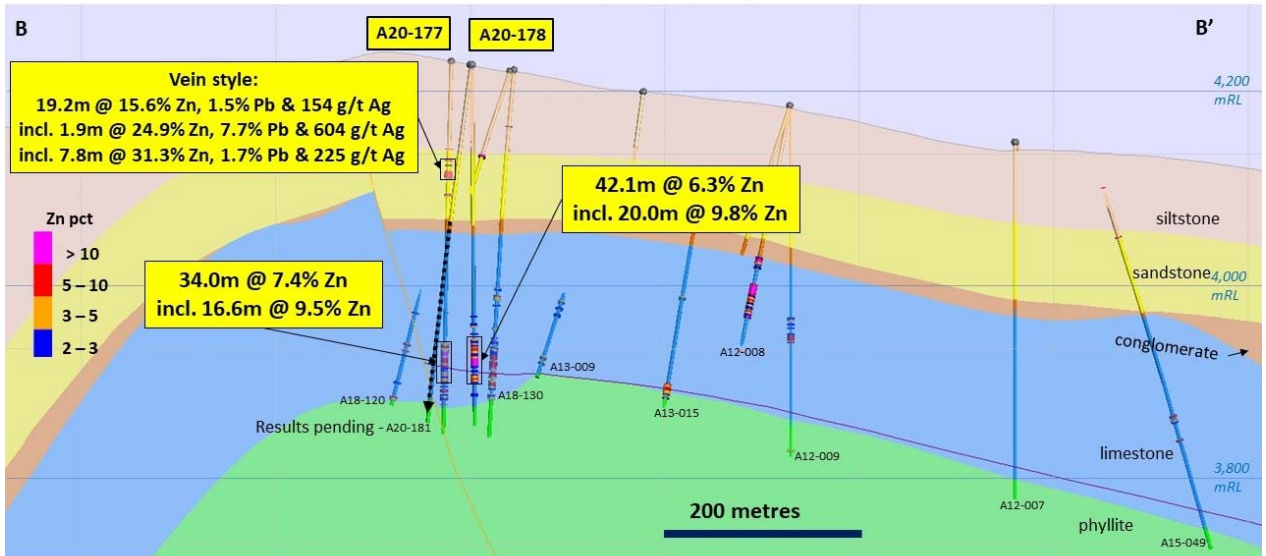 B
A20-177
A20-178
B’
Vein style:
19.2m @ 15.6% Zn, 1.5% Pb & 154 g/t Ag
incl. 1.9m @ 24.9% Zn, 7.7% Pb & 604 g/t Ag
incl. 7.8m @ 31.3% Zn, 1.7% Pb & 225 g/t Ag
4,200
mRL
42.1m @ 6.3% Zn
incl. 20.0m @ 9.8% Zn
Zn pct
> 10
5 – 10
3 – 5
2 – 3
siltstone
sandstone
4,000
mRL
34.0m @ 7.4% Zn
incl. 16.6m @ 9.5% Zn
conglomerate
A12-008
A13-009
A18-120
A18-130
A13-015
Results pending - A20-181
A12-009
limestone
3,800
mRL
A12-007
200 metres
phyllite
A15-049